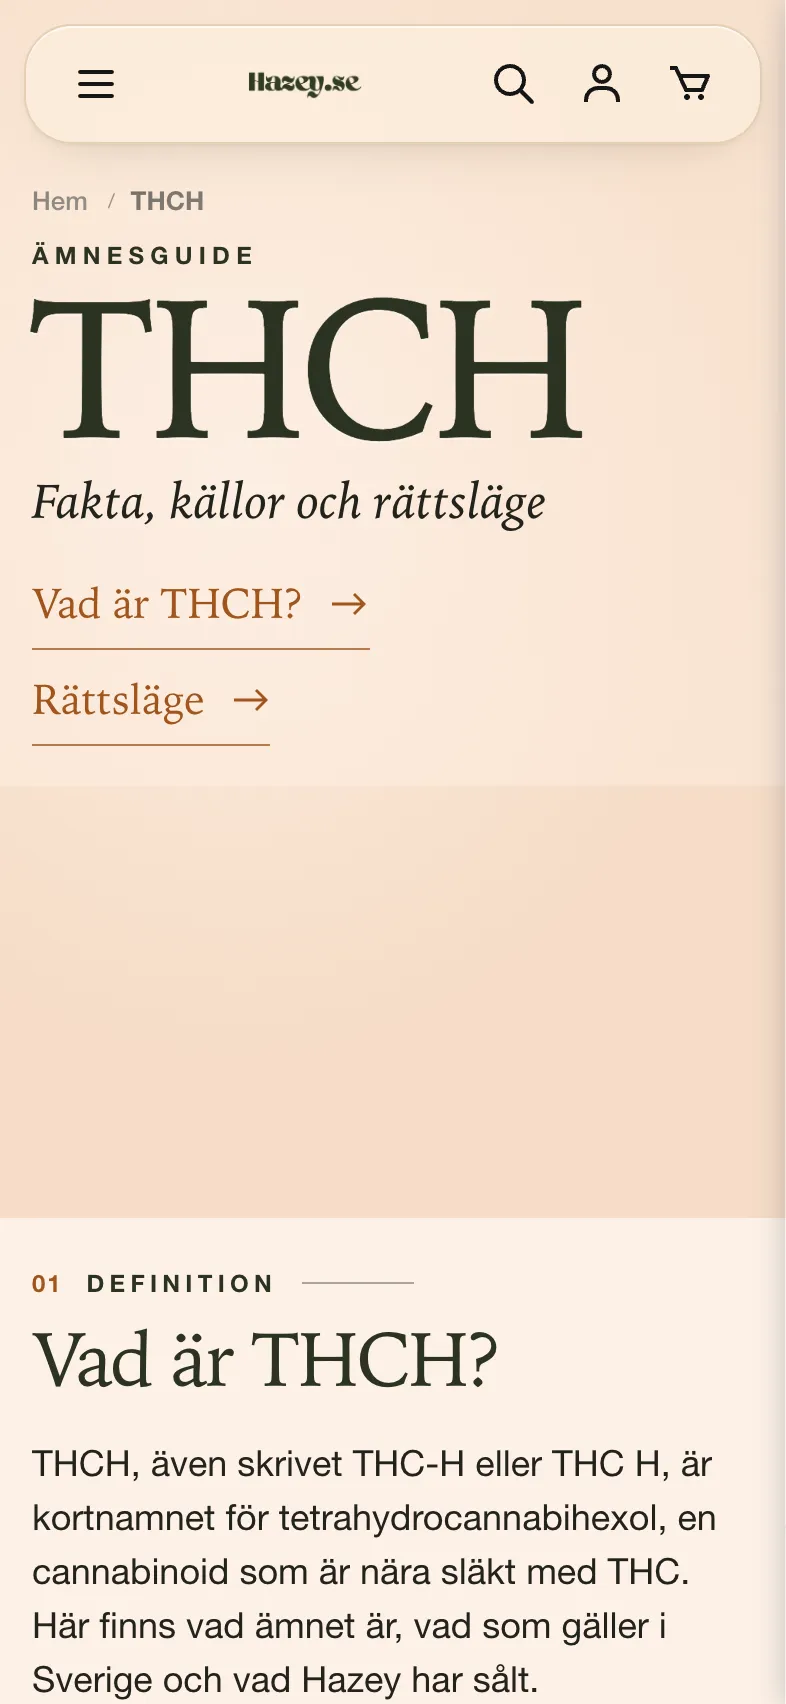 Hazey.se
Hem / THCH
ÄMNESGUIDE
THCH
Fakta, källor och rättsläge
Vad är THCH? →
Rättsläge →
01 DEFINITION
Vad är THCH?
THCH, även skrivet THC-H eller THC H, är
kortnamnet för tetrahydrocannabihexol, en
cannabinoid som är nära släkt med THC.
Här finns vad ämnet är, vad som gäller i
Sverige och vad Hazey har sålt.